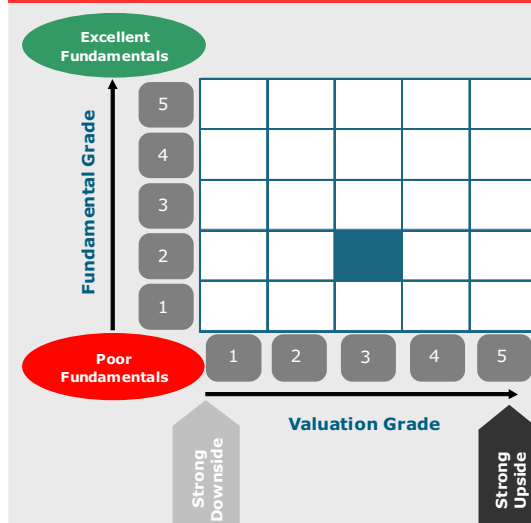 Excellent
Fundamentals
Fundamental Grade
5
4
3
2
1
Poor
Fundamentals
1 2 3 4 5
Valuation Grade
Strong
Downside
Strong
Upside